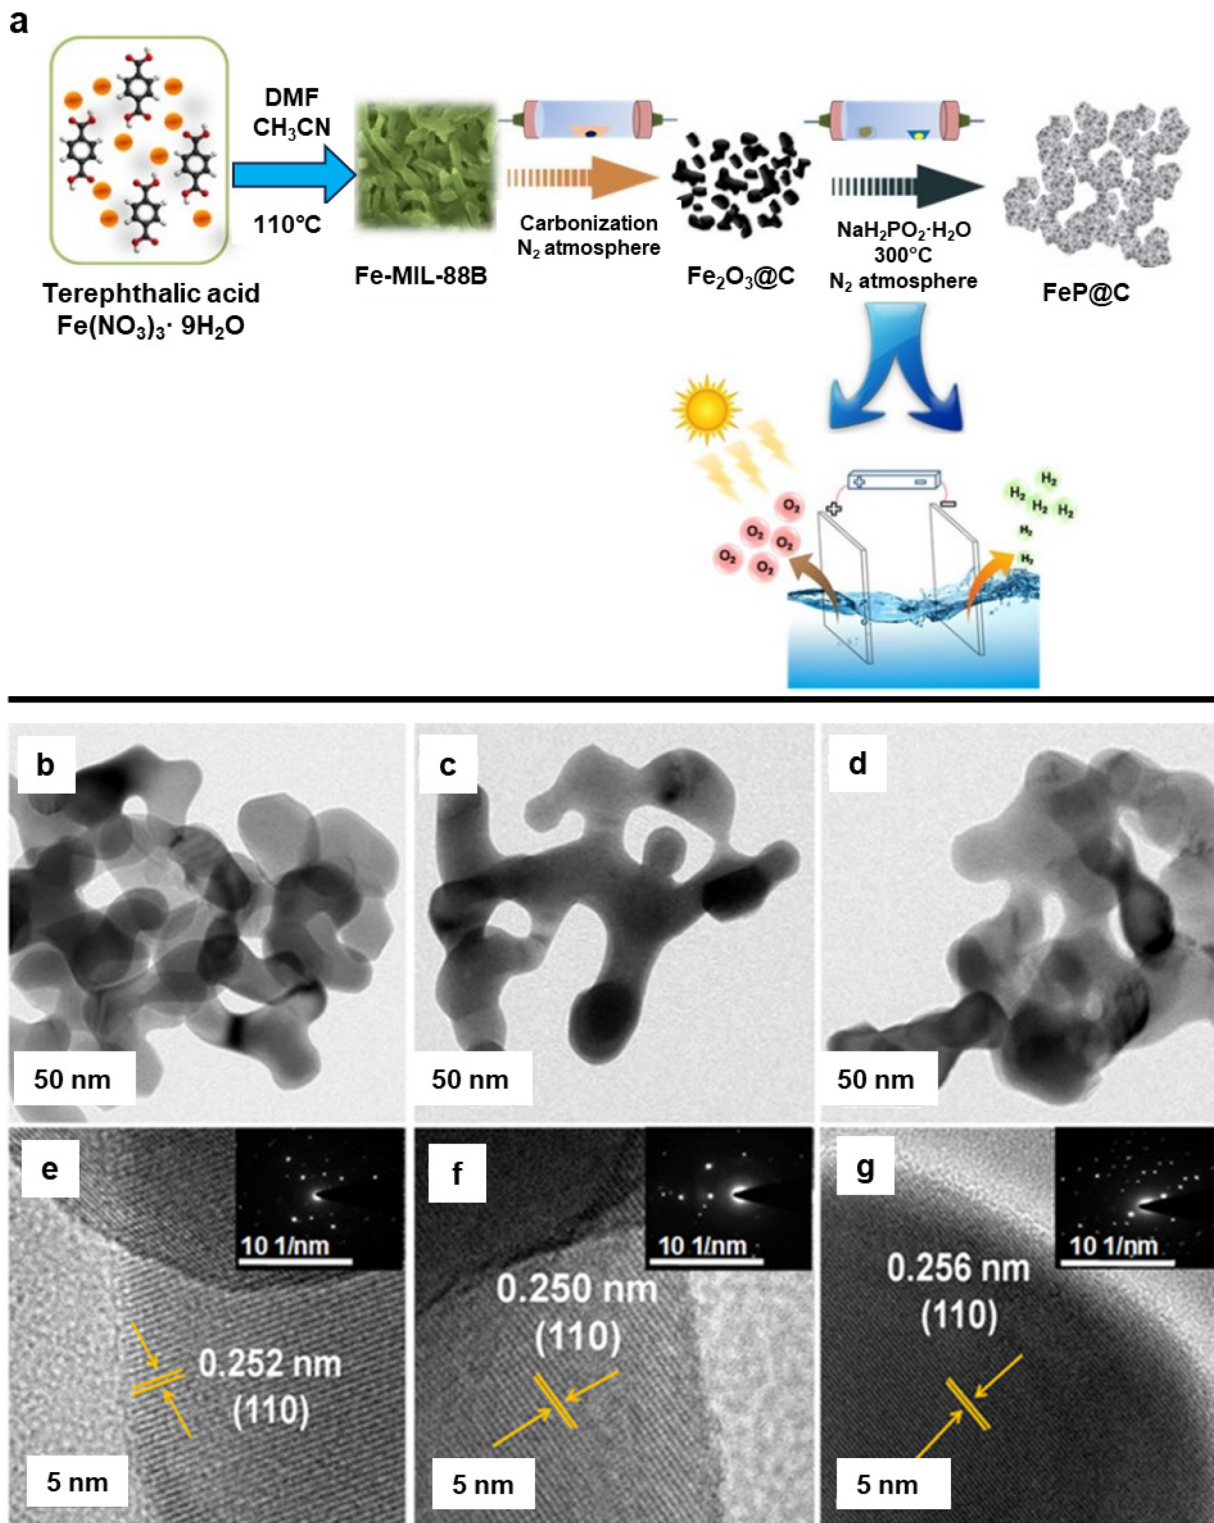 a
DMF
CH₃CN
110°C
Terephthalic acid
Fe(NO₃)₃· 9H₂O
Fe-MIL-88B
Carbonization
N₂ atmosphere
Fe₂O₃@C
NaH₂PO₂·H₂O
300°C
N₂ atmosphere
FeP@C
+
-
+
-
O₂
O₂
O₂
O₂
O₂
H₂
H₂
H₂
H₂
H₂
H₂
b
50 nm
c
50 nm
d
50 nm
e
10 1/nm
0.252 nm
(110)
5 nm
f
10 1/nm
0.250 nm
(110)
5 nm
g
10 1/nm
0.256 nm
(110)
5 nm